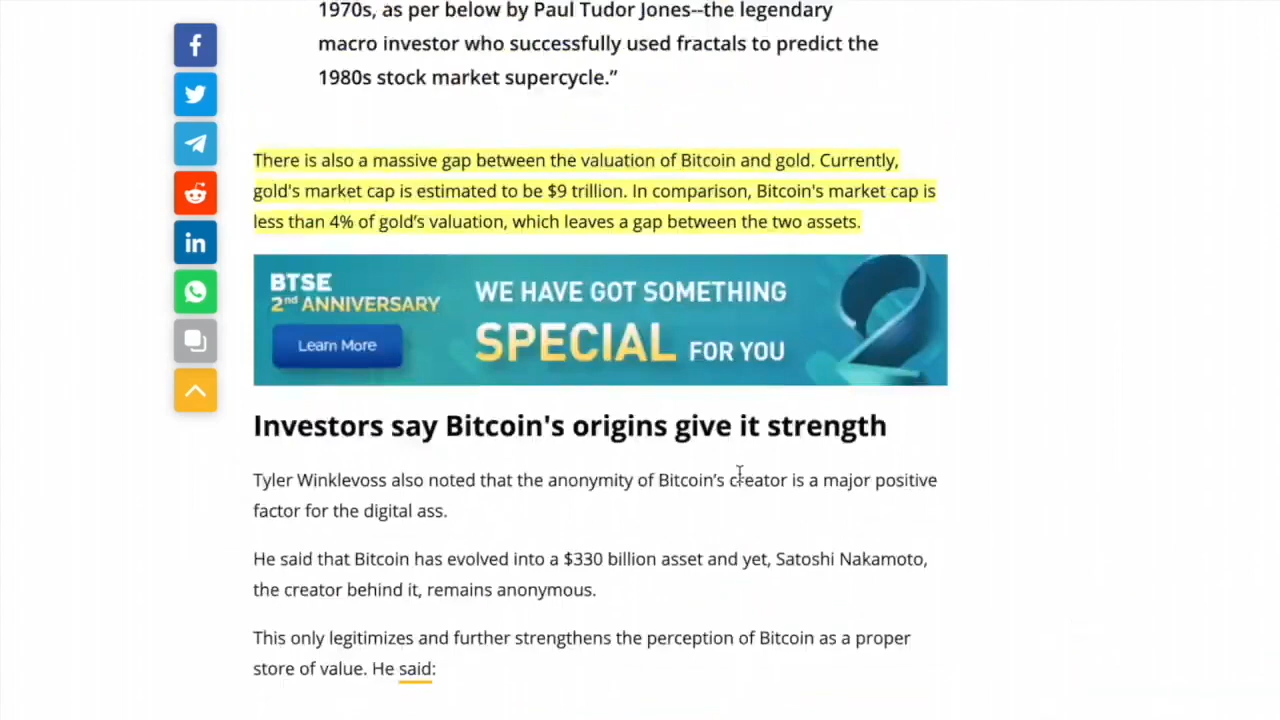 1970s, as per below by Paul Tudor Jones--the legendary
macro investor who successfully used fractals to predict the
1980s stock market supercycle.”
There is also a massive gap between the valuation of Bitcoin and gold. Currently,
gold's market cap is estimated to be $9 trillion. In comparison, Bitcoin's market cap is
less than 4% of gold’s valuation, which leaves a gap between the two assets.
BTSE
2nd ANNIVERSARY
Learn More
WE HAVE GOT SOMETHING
SPECIAL FOR YOU
Investors say Bitcoin's origins give it strength
Tyler Winklevoss also noted that the anonymity of Bitcoin’s creator is a major positive
factor for the digital ass.
He said that Bitcoin has evolved into a $330 billion asset and yet, Satoshi Nakamoto,
the creator behind it, remains anonymous.
This only legitimizes and further strengthens the perception of Bitcoin as a proper
store of value. He said: